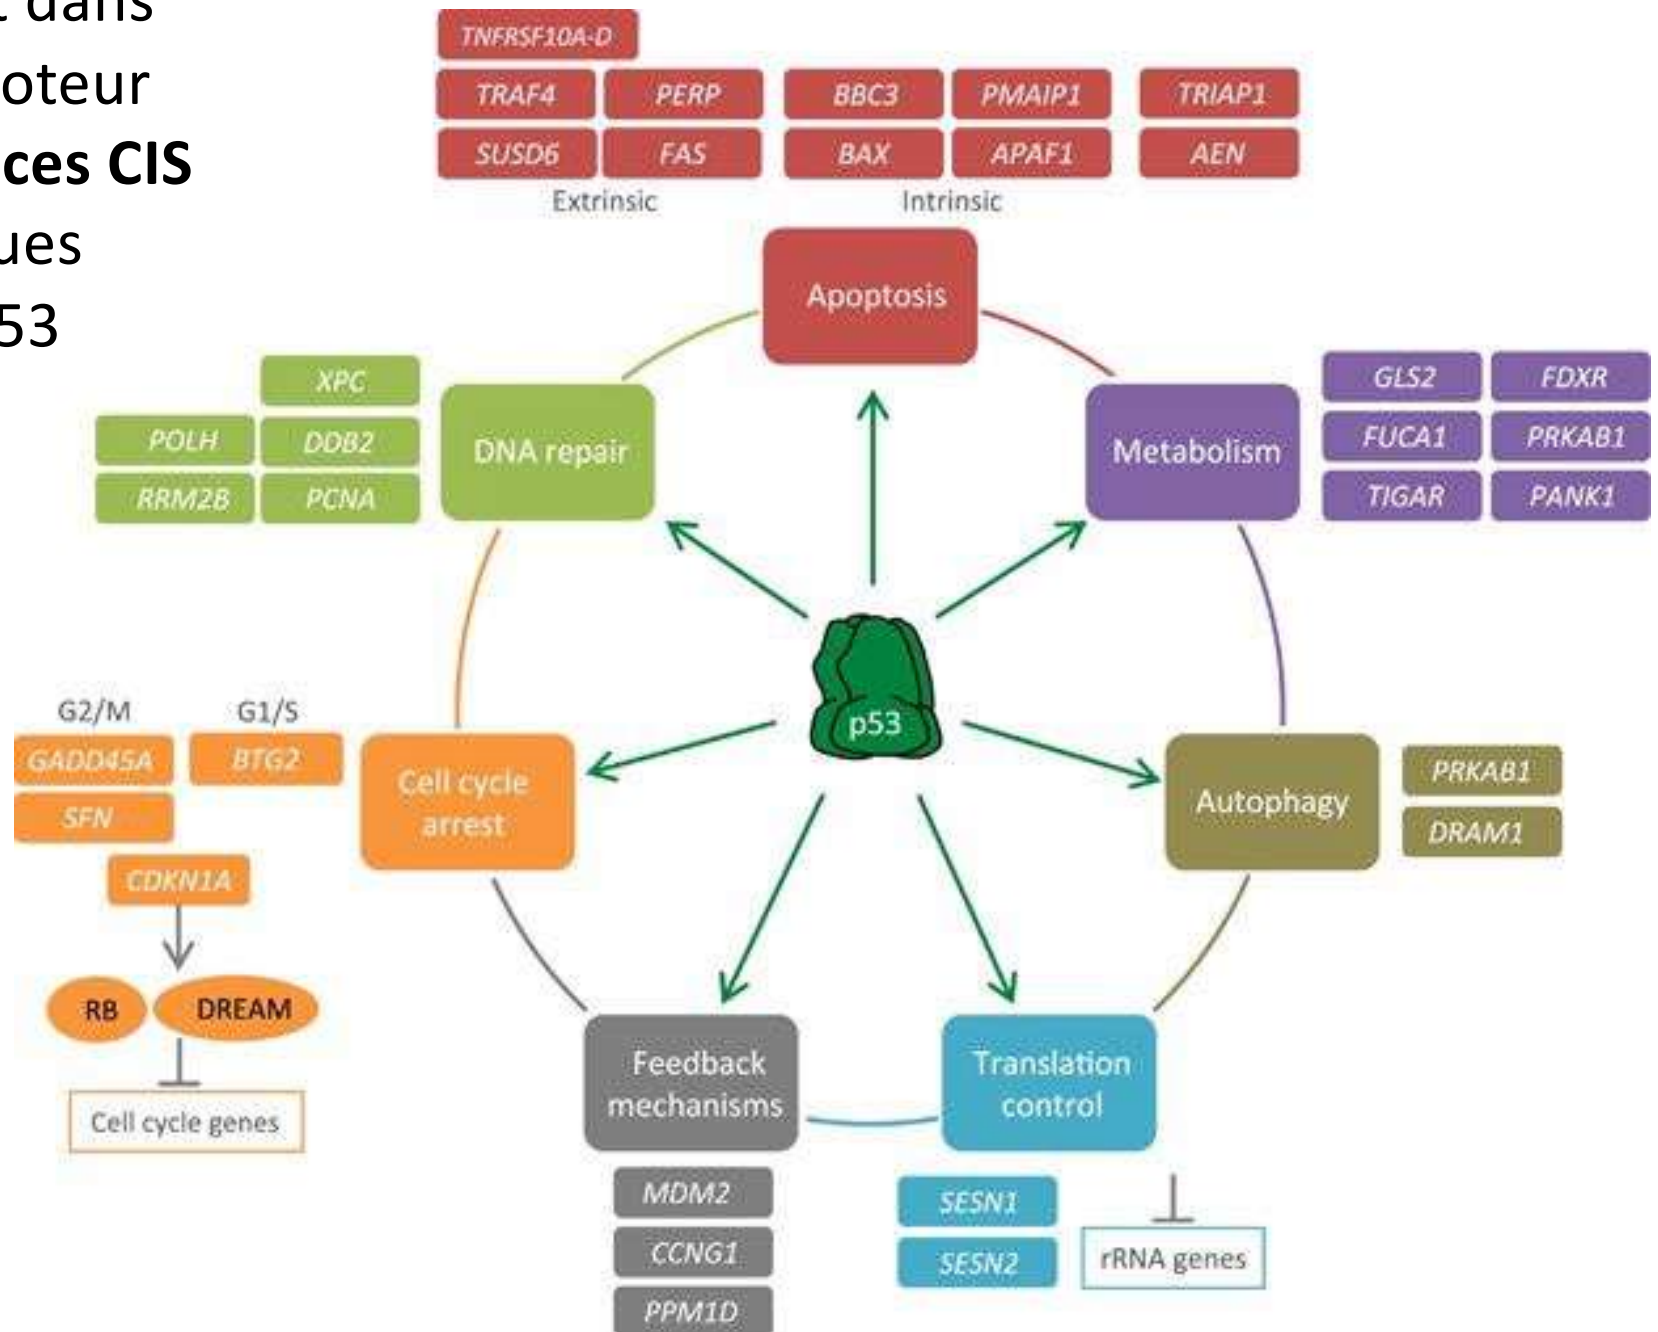 dans
oteur
ces CIS
ues
53
TNFRSF10A-D
TRAF4 PERP BBC3 PMAIP1 TRIAP1
SUSD6 FAS BAX APAF1 AEN
Extrinsic Intrinsic
Apoptosis
XPC
POLH DDB2
RRM2B PCNA
DNA repair
Metabolism
GLS2 FDXR
FUCA1 PRKAB1
TIGAR PANK1
p53
G2/M G1/S
GADD45A BTG2
SFN
CDKN1A
RB DREAM
Cell cycle genes
Cell cycle
arrest
Autophagy
PRKAB1
DRAM1
Feedback
mechanisms
MDM2
CCNG1
PPM1D
Translation
control
SESN1
SESN2
rRNA genes